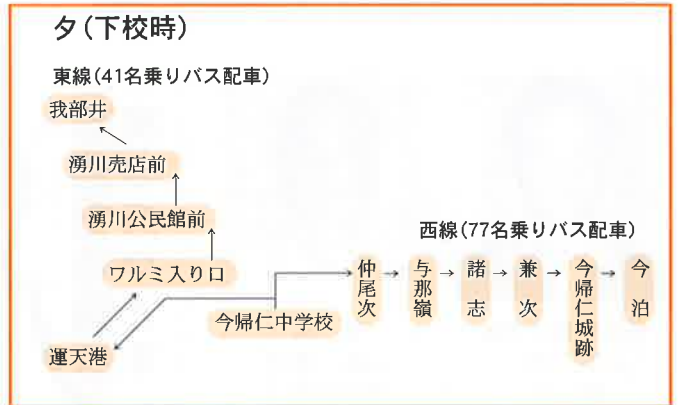 夕(下校時)
東線(41名乗りバス配車)
我部井
湧川売店前
湧川公民館前
西線(77名乗りバス配車)
ワルミ入り口
仲尾次
与那嶺
諸志
兼次
今帰仁城跡
今泊
今帰仁中学校
運天港